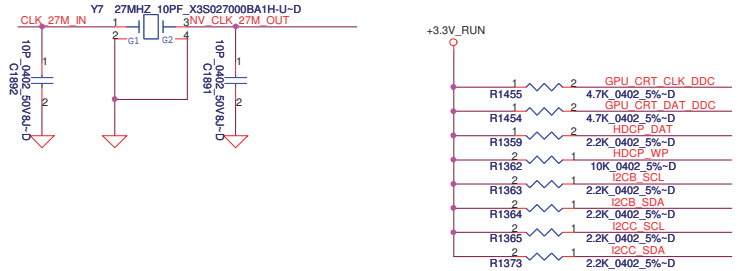 Y7 27MHZ_10PF_X3S027000BA1H-U~D
CLK_27M_IN
1
3
NV_CLK_27M_OUT
G1
G2
2
4
1
10P_0402_50V8J~D
C1892
2
1
10P_0402_50V8J~D
C1891
2
+3.3V_RUN
1
2
GPU_CRT_CLK_DDC
R1455
4.7K_0402_5%~D
1
2
GPU_CRT_DAT_DDC
R1454
4.7K_0402_5%~D
1
2
HDCP_DAT
R1359
2.2K_0402_5%~D
2
1
HDCP_WP
R1362
10K_0402_5%~D
2
1
I2CB_SCL
R1363
2.2K_0402_5%~D
2
1
I2CB_SDA
R1364
2.2K_0402_5%~D
2
1
I2CC_SCL
R1365
2.2K_0402_5%~D
2
1
I2CC_SDA
R1373
2.2K_0402_5%~D